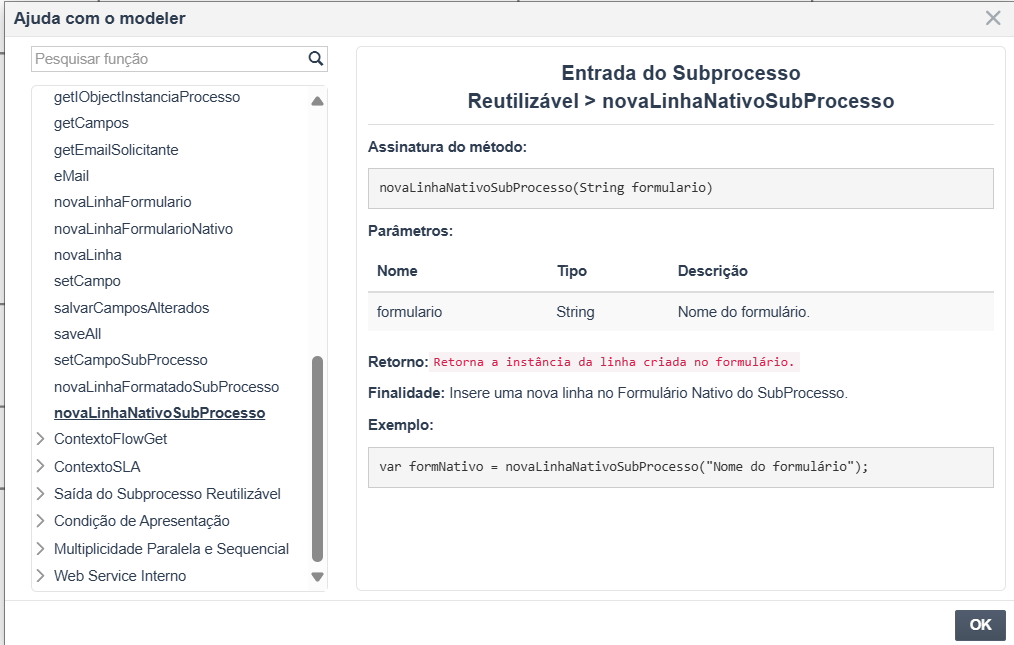 Ajuda com o modeler
Pesquisar função
getIObjectInstanciaProcesso
getCampos
getEmailSolicitante
eMail
novaLinhaFormulario
novaLinhaFormularioNativo
novaLinha
setCampo
salvarCamposAlterados
saveAll
setCampoSubProcesso
novaLinhaFormatadoSubProcesso
novaLinhaNativoSubProcesso
ContextoFlowGet
ContextoSLA
Saída do Subprocesso Reutilizável
Condição de Apresentação
Multiplicidade Paralela e Sequencial
Web Service Interno
Entrada do Subprocesso
Reutilizável > novaLinhaNativoSubProcesso
Assinatura do método:
novaLinhaNativoSubProcesso(String formulario)
Parâmetros:
Nome Tipo Descrição
formulario String Nome do formulário.
Retorno: Retorna a instância da linha criada no formulário.
Finalidade: Insere uma nova linha no Formulário Nativo do SubProcesso.
Exemplo:
var formNativo = novaLinhaNativoSubProcesso("Nome do formulário");
OK